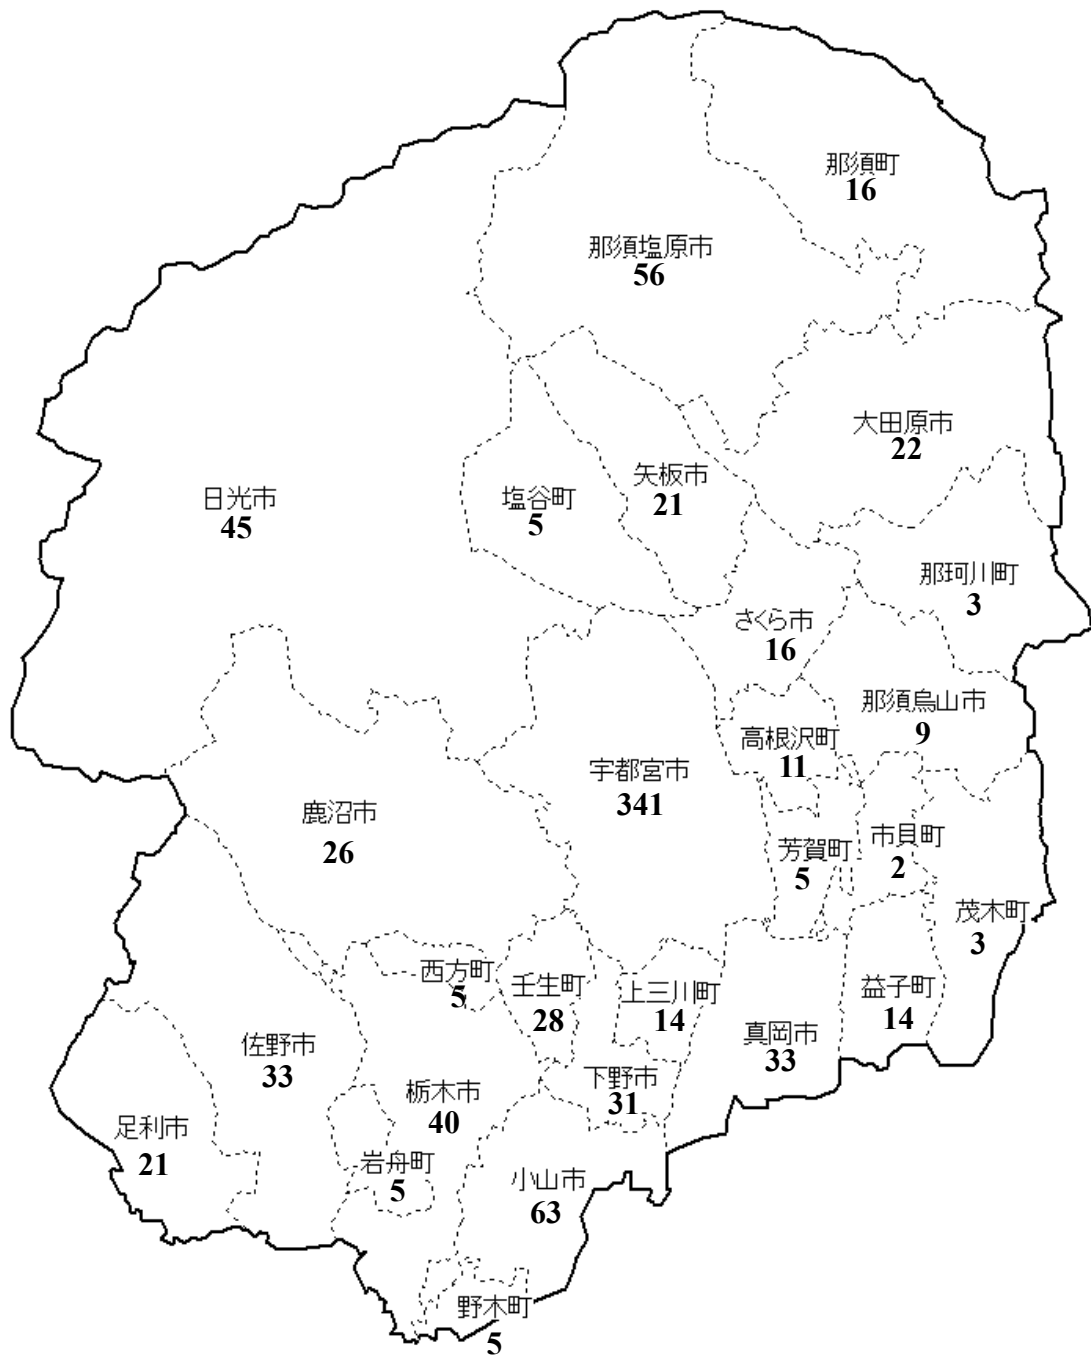 那須町
16
那須塩原市
56
大田原市
22
矢板市
21
塩谷町
5
日光市
45
那珂川町
3
さくら市
16
那須烏山市
9
高根沢町
11
宇都宮市
341
鹿沼市
26
市貝町
2
芳賀町
5
茂木町
3
西方町
5
壬生町
28
上三川町
14
益子町
14
真岡市
33
佐野市
33
下野市
31
栃木市
40
足利市
21
岩舟町
5
小山市
63
野木町
5